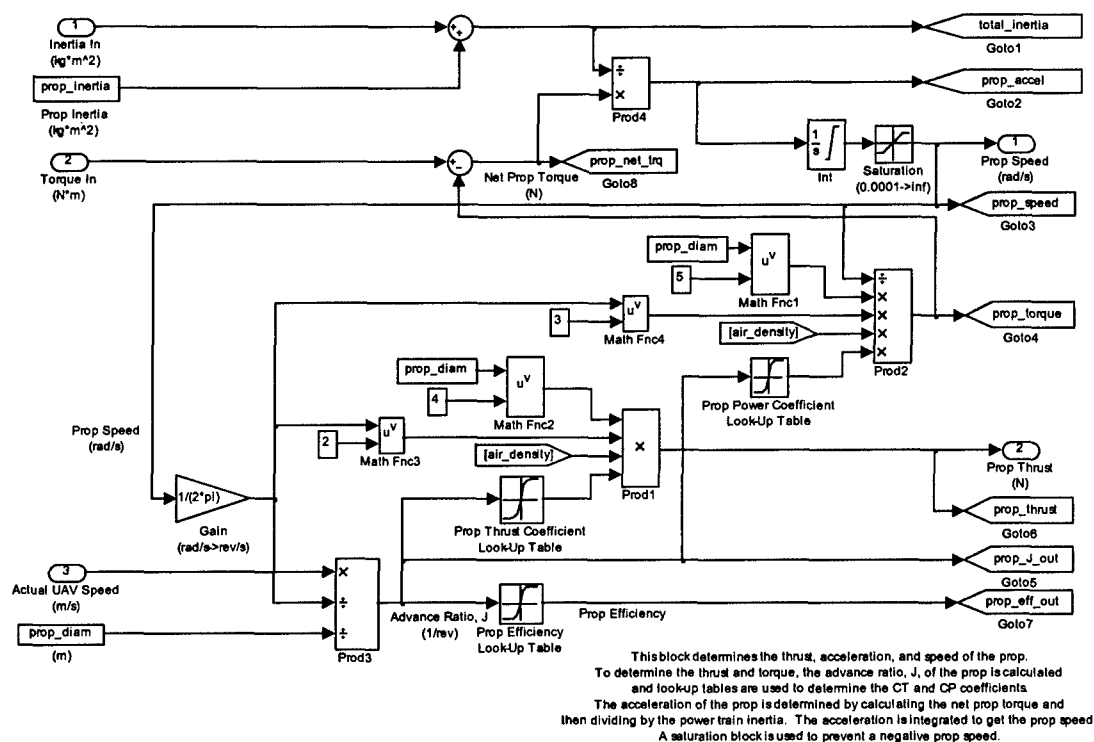 1
Inertia In
(kg*m^2)
prop_inertia
Prop Inertia
(kg*m^2)
2
Torque In
(N*m)
+
+
÷
×
Prod4
total_inertia
Goto1
prop_accel
Goto2
1
s
Int
Saturation
(0.0001->inf)
1
Prop Speed
(rad/s)
+
-
Net Prop Torque
(N)
prop_net_trq
Goto8
prop_speed
Goto3
prop_diam
5
u^v
Math Fnc1
3
u^v
Math Fnc4
[air_density]
÷
×
×
×
×
Prod2
prop_torque
Goto4
Prop Power Coefficient
Look-Up Table
prop_diam
4
u^v
Math Fnc2
2
u^v
Math Fnc3
[air_density]
×
Prod1
Prop Thrust Coefficient
Look-Up Table
2
Prop Thrust
(N)
prop_thrust
Goto6
Prop Speed
(rad/s)
1/(2*pi)
Gain
(rad/s->rev/s)
3
Actual UAV Speed
(m/s)
prop_diam
(m)
×
÷
÷
Prod3
Advance Ratio, J
(1/rev)
Prop Efficiency
Look-Up Table
Prop Efficiency
prop_J_out
Goto5
prop_eff_out
Goto7
This block determines the thrust, acceleration, and speed of the prop.
To determine the thrust and torque, the advance ratio, J, of the prop is calculated
and look-up tables are used to determine the CT and CP coefficients.
The acceleration of the prop is determined by calculating the net prop torque and
then dividing by the power train inertia. The acceleration is integrated to get the prop speed
A saturation block is used to prevent a negative prop speed.